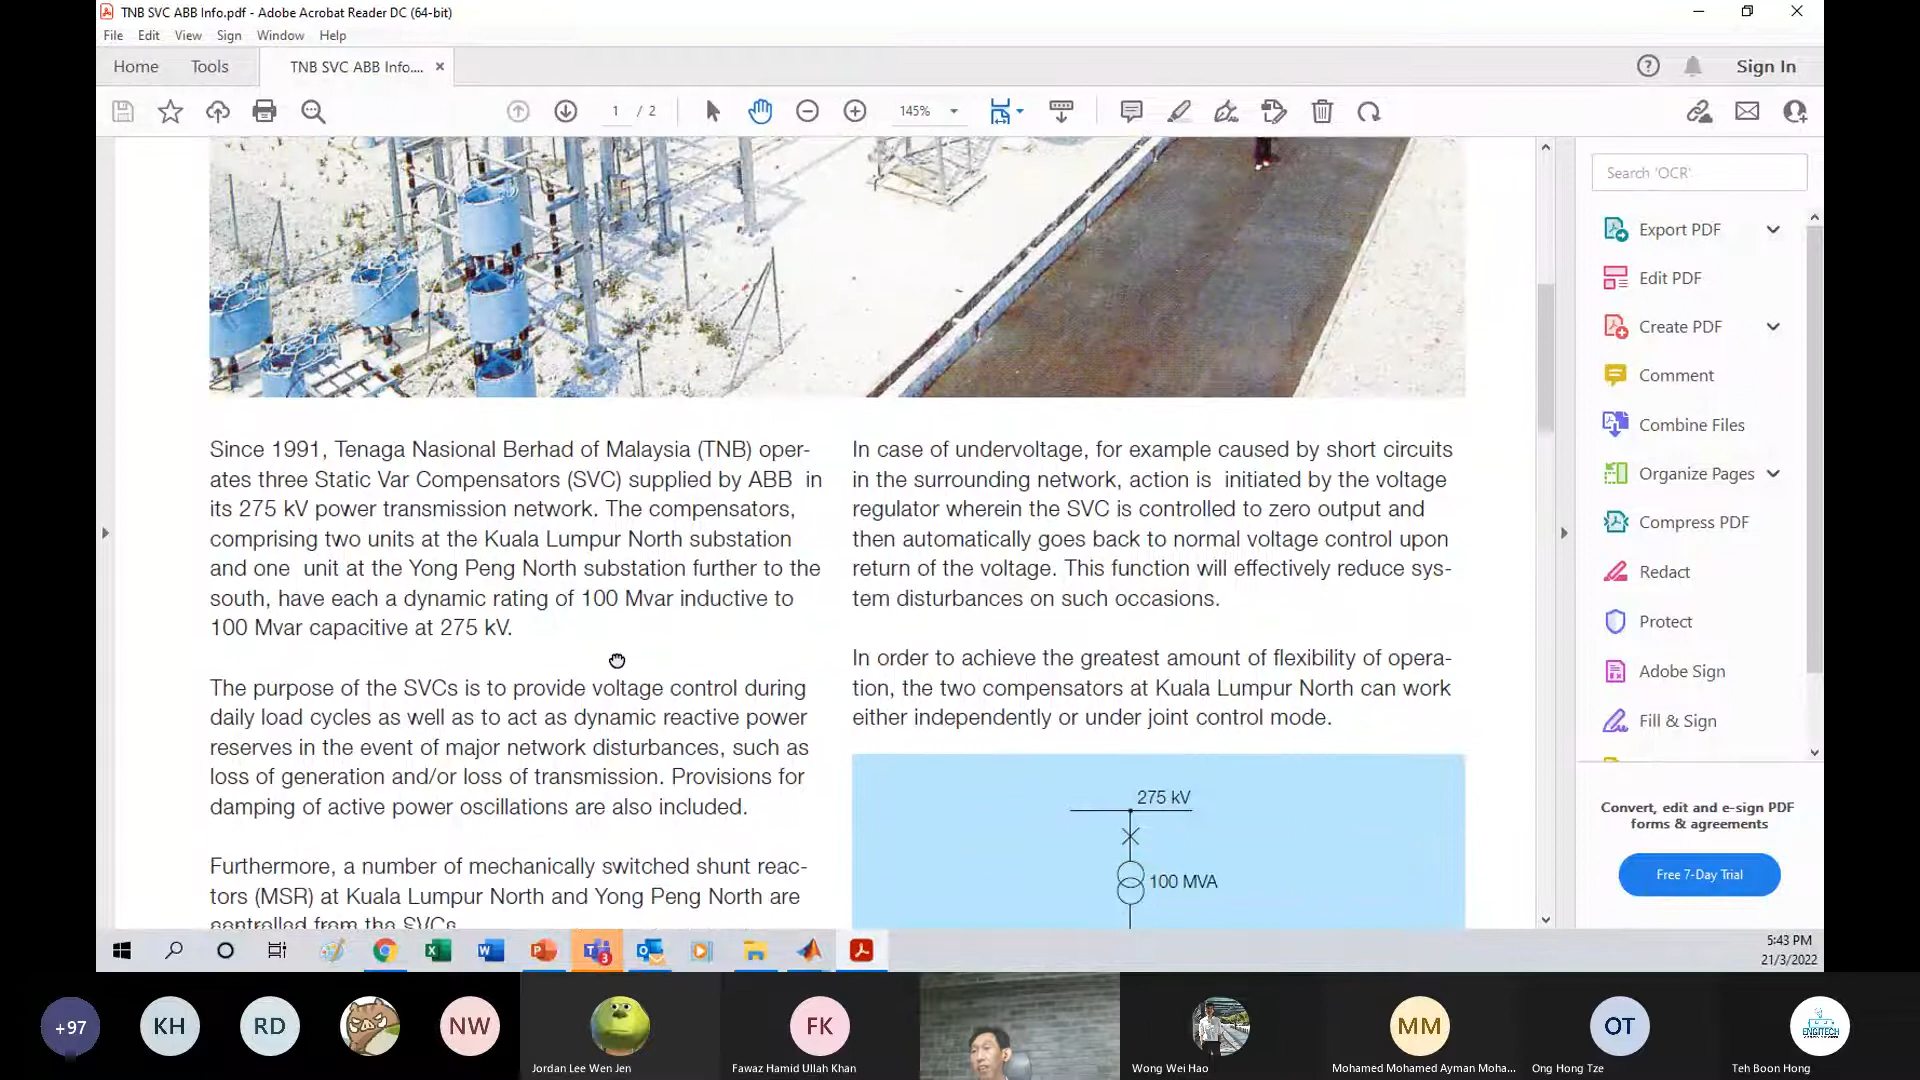 TNB SVC ABB Info.pdf - Adobe Acrobat Reader DC (64-bit)
File Edit View Sign Window Help
Home Tools TNB SVC ABB Info.... × Sign In
1 / 2 145%
Search 'OCR'
Export PDF
Edit PDF
Create PDF
Comment
Combine Files
Organize Pages
Compress PDF
Redact
Protect
Adobe Sign
Fill & Sign
Convert, edit and e-sign PDF
forms & agreements
Free 7-Day Trial
Since 1991, Tenaga Nasional Berhad of Malaysia (TNB) oper-
ates three Static Var Compensators (SVC) supplied by ABB in
its 275 kV power transmission network. The compensators,
comprising two units at the Kuala Lumpur North substation
and one unit at the Yong Peng North substation further to the
south, have each a dynamic rating of 100 Mvar inductive to
100 Mvar capacitive at 275 kV.
The purpose of the SVCs is to provide voltage control during
daily load cycles as well as to act as dynamic reactive power
reserves in the event of major network disturbances, such as
loss of generation and/or loss of transmission. Provisions for
damping of active power oscillations are also included.
Furthermore, a number of mechanically switched shunt reac-
tors (MSR) at Kuala Lumpur North and Yong Peng North are
controlled from the SVCs.
In case of undervoltage, for example caused by short circuits
in the surrounding network, action is initiated by the voltage
regulator wherein the SVC is controlled to zero output and
then automatically goes back to normal voltage control upon
return of the voltage. This function will effectively reduce sys-
tem disturbances on such occasions.
In order to achieve the greatest amount of flexibility of opera-
tion, the two compensators at Kuala Lumpur North can work
either independently or under joint control mode.
275 kV
100 MVA
3
5:43 PM
21/3/2022
+97 KH RD NW FK MM OT ENGITECH
Jordan Lee Wen Jen Fawaz Hamid Ullah Khan Wong Wei Hao Mohamed Mohamed Ayman Moha... Ong Hong Tze Teh Boon Hong